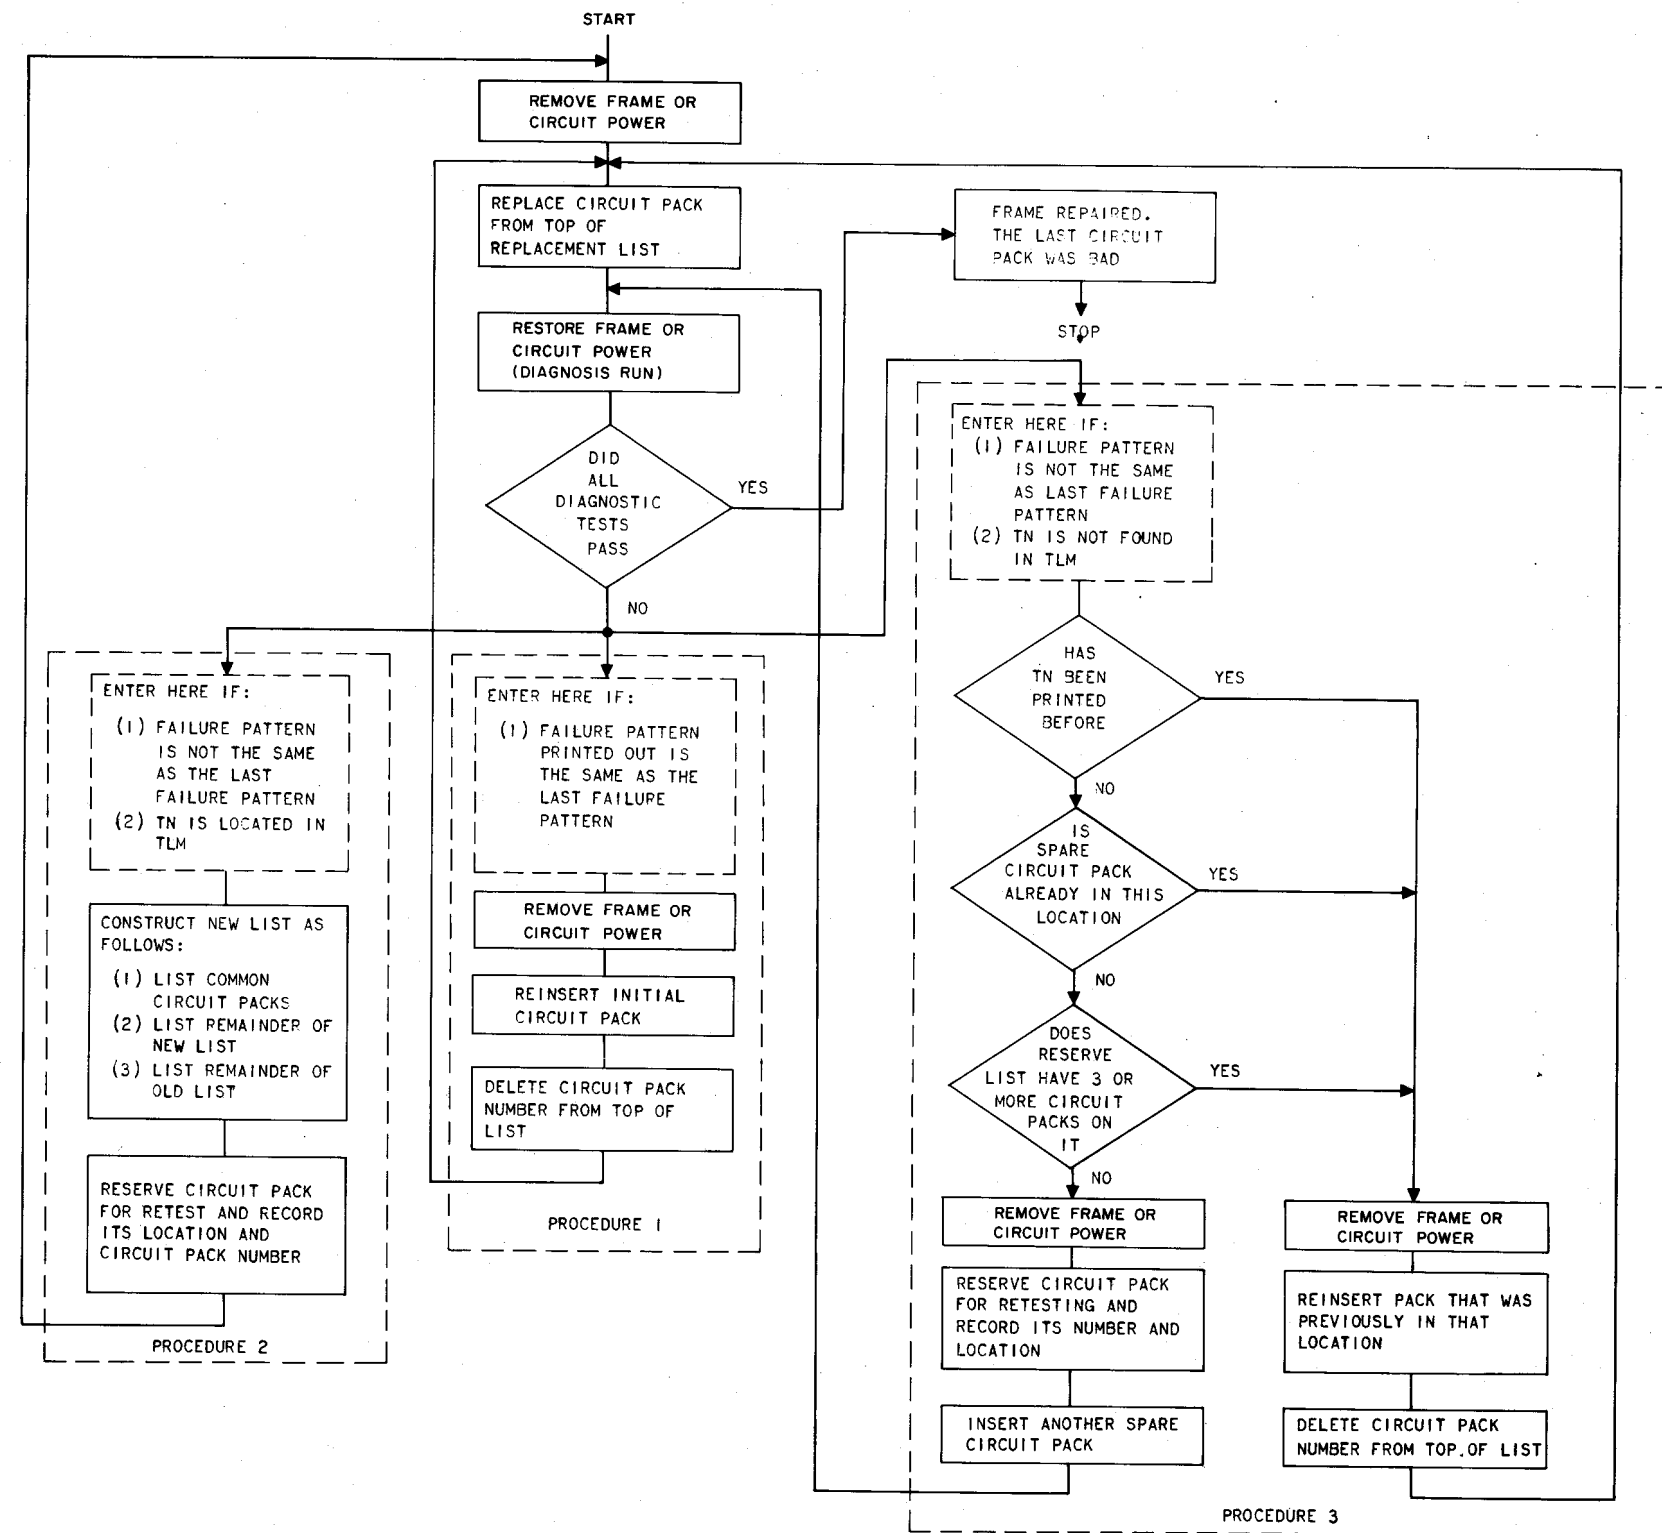 START
REMOVE FRAME OR
CIRCUIT POWER
REPLACE CIRCUIT PACK
FROM TOP OF
REPLACEMENT LIST
FRAME REPAIRED.
THE LAST CIRCUIT
PACK WAS BAD
STOP
RESTORE FRAME OR
CIRCUIT POWER
(DIAGNOSIS RUN)
DID
ALL
DIAGNOSTIC
TESTS
PASS
YES
NO
ENTER HERE IF:
(1) FAILURE PATTERN
IS NOT THE SAME
AS THE LAST
FAILURE PATTERN
(2) TN IS LOCATED IN
TLM
CONSTRUCT NEW LIST AS
FOLLOWS:
(1) LIST COMMON
CIRCUIT PACKS
(2) LIST REMAINDER OF
NEW LIST
(3) LIST REMAINDER OF
OLD LIST
RESERVE CIRCUIT PACK
FOR RETEST AND RECORD
ITS LOCATION AND
CIRCUIT PACK NUMBER
PROCEDURE 2
ENTER HERE IF:
(1) FAILURE PATTERN
PRINTED OUT IS
THE SAME AS THE
LAST FAILURE
PATTERN
REMOVE FRAME OR
CIRCUIT POWER
REINSERT INITIAL
CIRCUIT PACK
DELETE CIRCUIT PACK
NUMBER FROM TOP OF
LIST
PROCEDURE 1
ENTER HERE IF:
(1) FAILURE PATTERN
IS NOT THE SAME
AS LAST FAILURE
PATTERN
(2) TN IS NOT FOUND
IN TLM
HAS
TN BEEN
PRINTED
BEFORE
YES
NO
IS
SPARE
CIRCUIT PACK
ALREADY IN THIS
LOCATION
YES
NO
DOES
RESERVE
LIST HAVE 3 OR
MORE CIRCUIT
PACKS ON
IT
YES
NO
REMOVE FRAME OR
CIRCUIT POWER
RESERVE CIRCUIT PACK
FOR RETESTING AND
RECORD ITS NUMBER AND
LOCATION
INSERT ANOTHER SPARE
CIRCUIT PACK
REMOVE FRAME OR
CIRCUIT POWER
REINSERT PACK THAT WAS
PREVIOUSLY IN THAT
LOCATION
DELETE CIRCUIT PACK
NUMBER FROM TOP.OF LIST
PROCEDURE 3